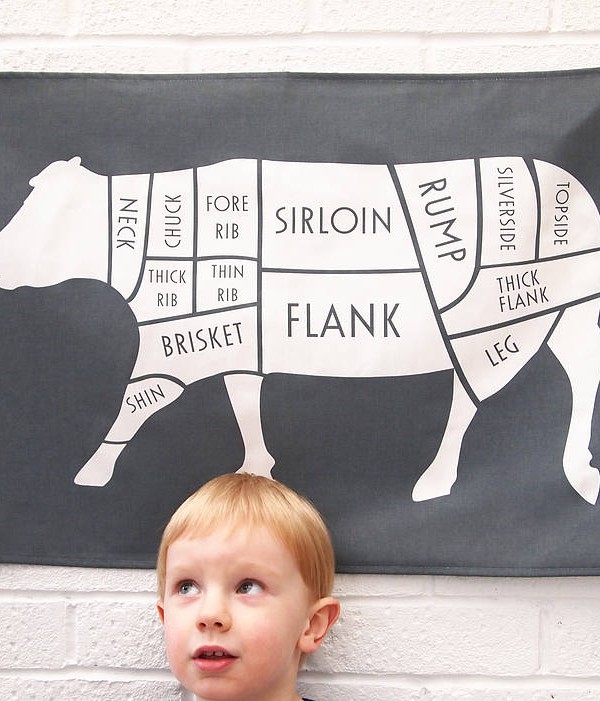 NECK
CHUCK
FORE
RIB
SIRLOIN
RUMP
SILVERSIDE
TOPSIDE
THICK
RIB
THIN
RIB
THICK
FLANK
BRISKET
FLANK
LEG
SHIN